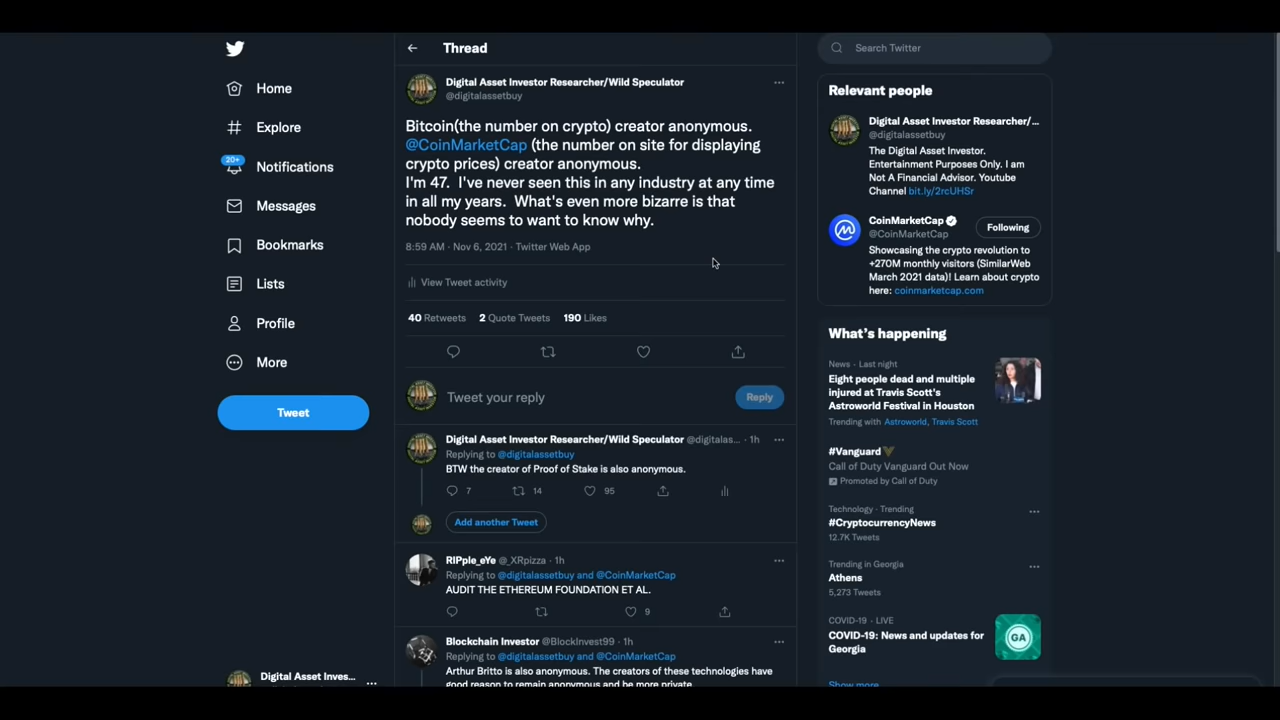 Home
Explore
20+
Notifications
Messages
Bookmarks
Lists
Profile
More
Tweet
Digital Asset Inves...
Thread
Digital Asset Investor Researcher/Wild Speculator
@digitalassetbuy
Bitcoin(the number on crypto) creator anonymous.
@CoinMarketCap (the number on site for displaying
crypto prices) creator anonymous.
I'm 47.  I've never seen this in any industry at any time
in all my years.  What's even more bizarre is that
nobody seems to want to know why.
8:59 AM · Nov 6, 2021 · Twitter Web App
View Tweet activity
40 Retweets 2 Quote Tweets 190 Likes
Tweet your reply
Reply
Digital Asset Investor Researcher/Wild Speculator @digitalas... · 1h
Replying to @digitalassetbuy
BTW the creator of Proof of Stake is also anonymous.
7 14 95
Add another Tweet
RIPple_eYe @_XRpizza · 1h
Replying to @digitalassetbuy and @CoinMarketCap
AUDIT THE ETHEREUM FOUNDATION ET AL.
9
Blockchain Investor @BlockInvest99 · 1h
Replying to @digitalassetbuy and @CoinMarketCap
Arthur Britto is also anonymous. The creators of these technologies have
good reason to remain anonymous and be more private.
Search Twitter
Relevant people
Digital Asset Investor Researcher/...
@digitalassetbuy
The Digital Asset Investor.
Entertainment Purposes Only. I am
Not A Financial Advisor. Youtube
Channel bit.ly/2rcUHSr
CoinMarketCap
@CoinMarketCap
Following
Showcasing the crypto revolution to
+270M monthly visitors (SimilarWeb
March 2021 data)! Learn about crypto
here: coinmarketcap.com
What's happening
News · Last night
Eight people dead and multiple
injured at Travis Scott's
Astroworld Festival in Houston
Trending with Astroworld, Travis Scott
#Vanguard
Call of Duty Vanguard Out Now
Promoted by Call of Duty
Technology · Trending
#CryptocurrencyNews
12.7K Tweets
Trending in Georgia
Athens
5,273 Tweets
COVID-19 · LIVE
COVID-19: News and updates for
Georgia
GA
Show more